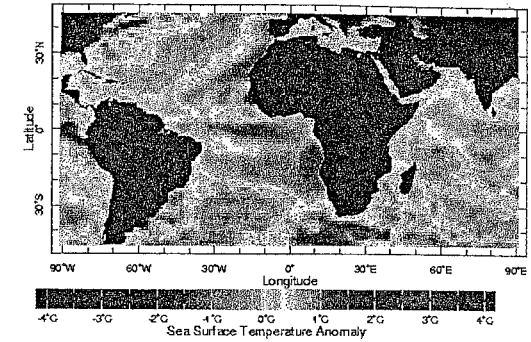 30°N
Latitude
0°
30°S
90°W 60°W 30°W 0° 30°E 60°E 90°E
Longitude
-4°C -3°C -2°C -1°C 0°C 1°C 2°C 3°C 4°C
Sea Surface Temperature Anomaly